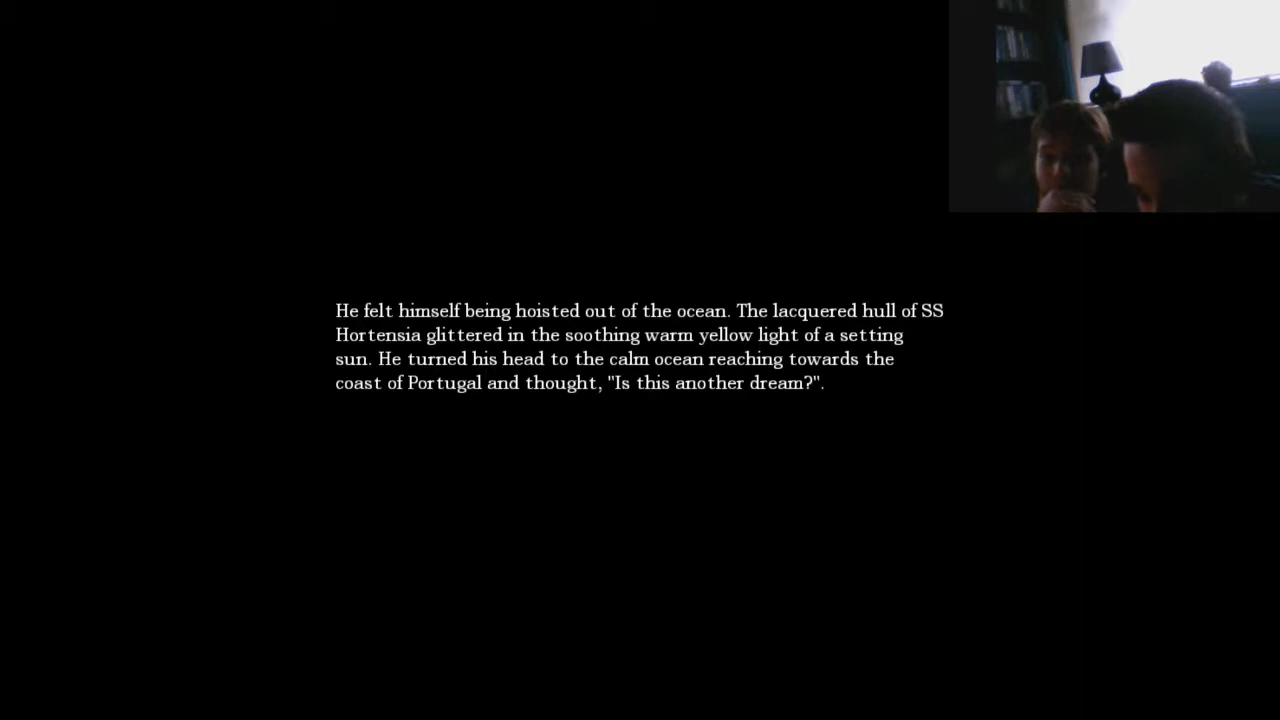 He felt himself being hoisted out of the ocean. The lacquered hull of SS
Hortensia glittered in the soothing warm yellow light of a setting
sun. He turned his head to the calm ocean reaching towards the
coast of Portugal and thought, "Is this another dream?".